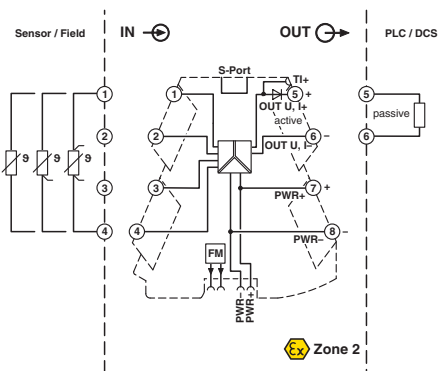 Sensor / Field
IN
OUT
PLC / DCS
S-Port
TI+
1
1
5
+
5
OUT U, I+
active
passive
2
2
6
–
6
OUT U, I–
ϑ
ϑ
ϑ
3
3
7
+
PWR+
4
4
8
–
PWR–
FM
PWR–
PWR+
Ex Zone 2